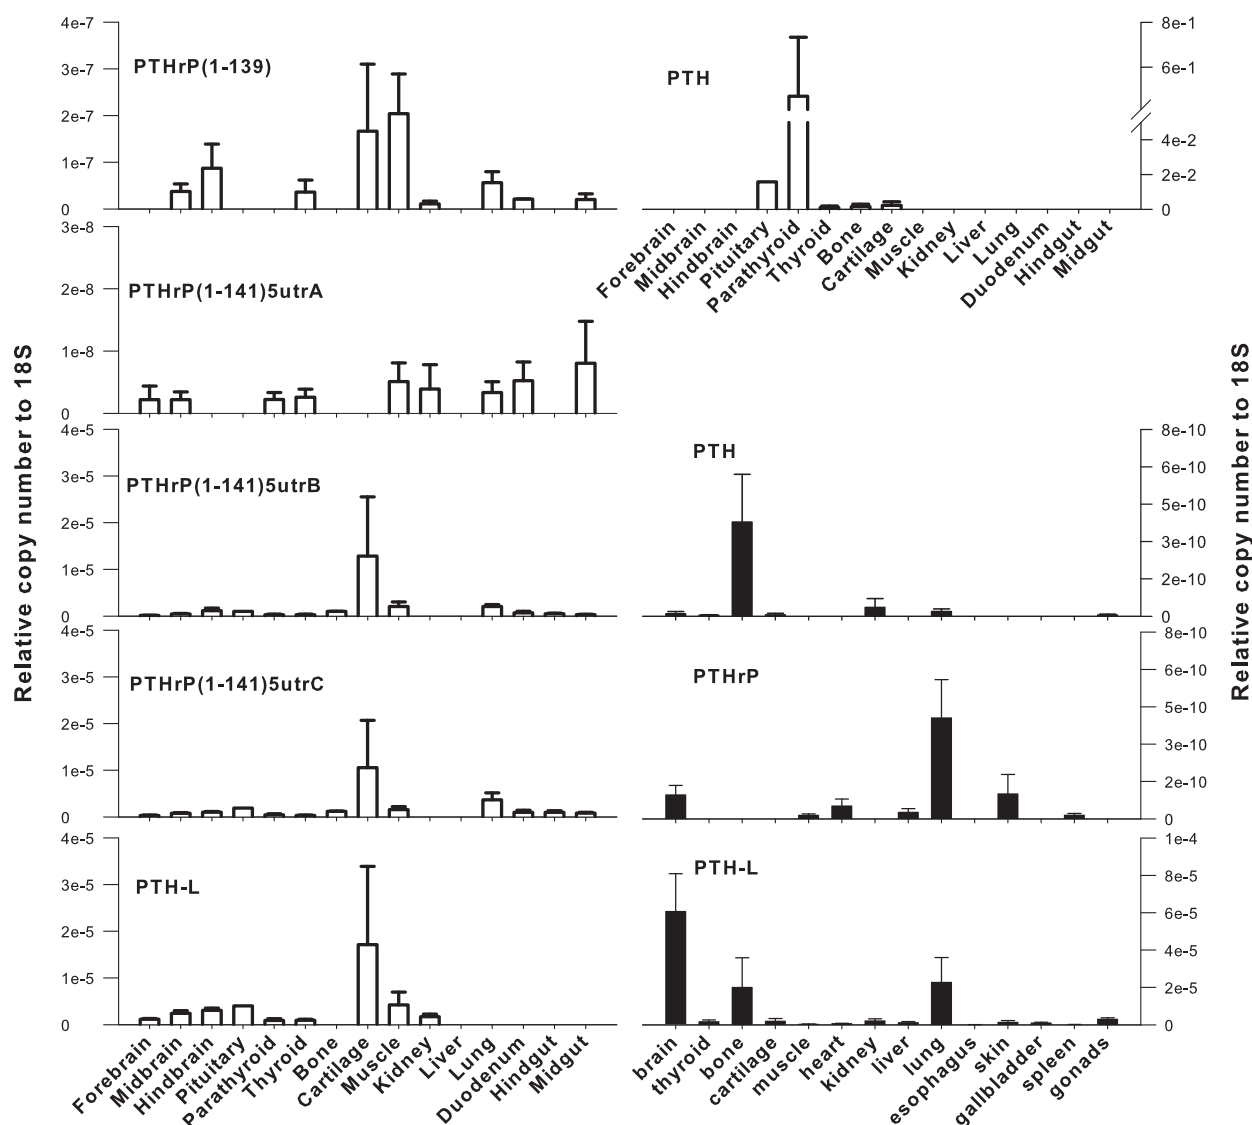 Relative copy number to 18S
4e-7
3e-7
2e-7
1e-7
0
PTHrP(1-139)
3e-8
2e-8
1e-8
0
PTHrP(1-141)5utrA
4e-5
3e-5
2e-5
1e-5
0
PTHrP(1-141)5utrB
4e-5
3e-5
2e-5
1e-5
0
PTHrP(1-141)5utrC
4e-5
3e-5
2e-5
1e-5
0
PTH-L
Forebrain
Midbrain
Hindbrain
Pituitary
Parathyroid
Thyroid
Bone
Cartilage
Muscle
Kidney
Liver
Lung
Duodenum
Hindgut
Midgut
PTH
8e-1
6e-1
4e-2
2e-2
0
Forebrain
Midbrain
Hindbrain
Pituitary
Parathyroid
Thyroid
Bone
Cartilage
Muscle
Kidney
Liver
Lung
Duodenum
Hindgut
Midgut
PTH
8e-10
6e-10
5e-10
3e-10
2e-10
0
PTHrP
8e-10
6e-10
5e-10
3e-10
2e-10
0
PTH-L
1e-4
8e-5
6e-5
4e-5
2e-5
0
brain
thyroid
bone
cartilage
muscle
heart
kidney
liver
lung
esophagus
skin
gallbladder
spleen
gonads
Relative copy number to 18S